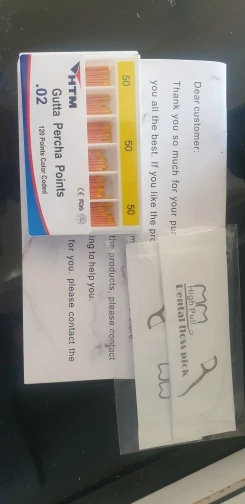 HTM
Gutta Percha Points
.02
120 Points Color Coded
CE FDA
50
50
50
Dear customer:
Thank you so much for your pu
you all the best. If you like the pro
the products, please contact
ng to help you.
for you. please contact the
High Pull
Dental floss pick